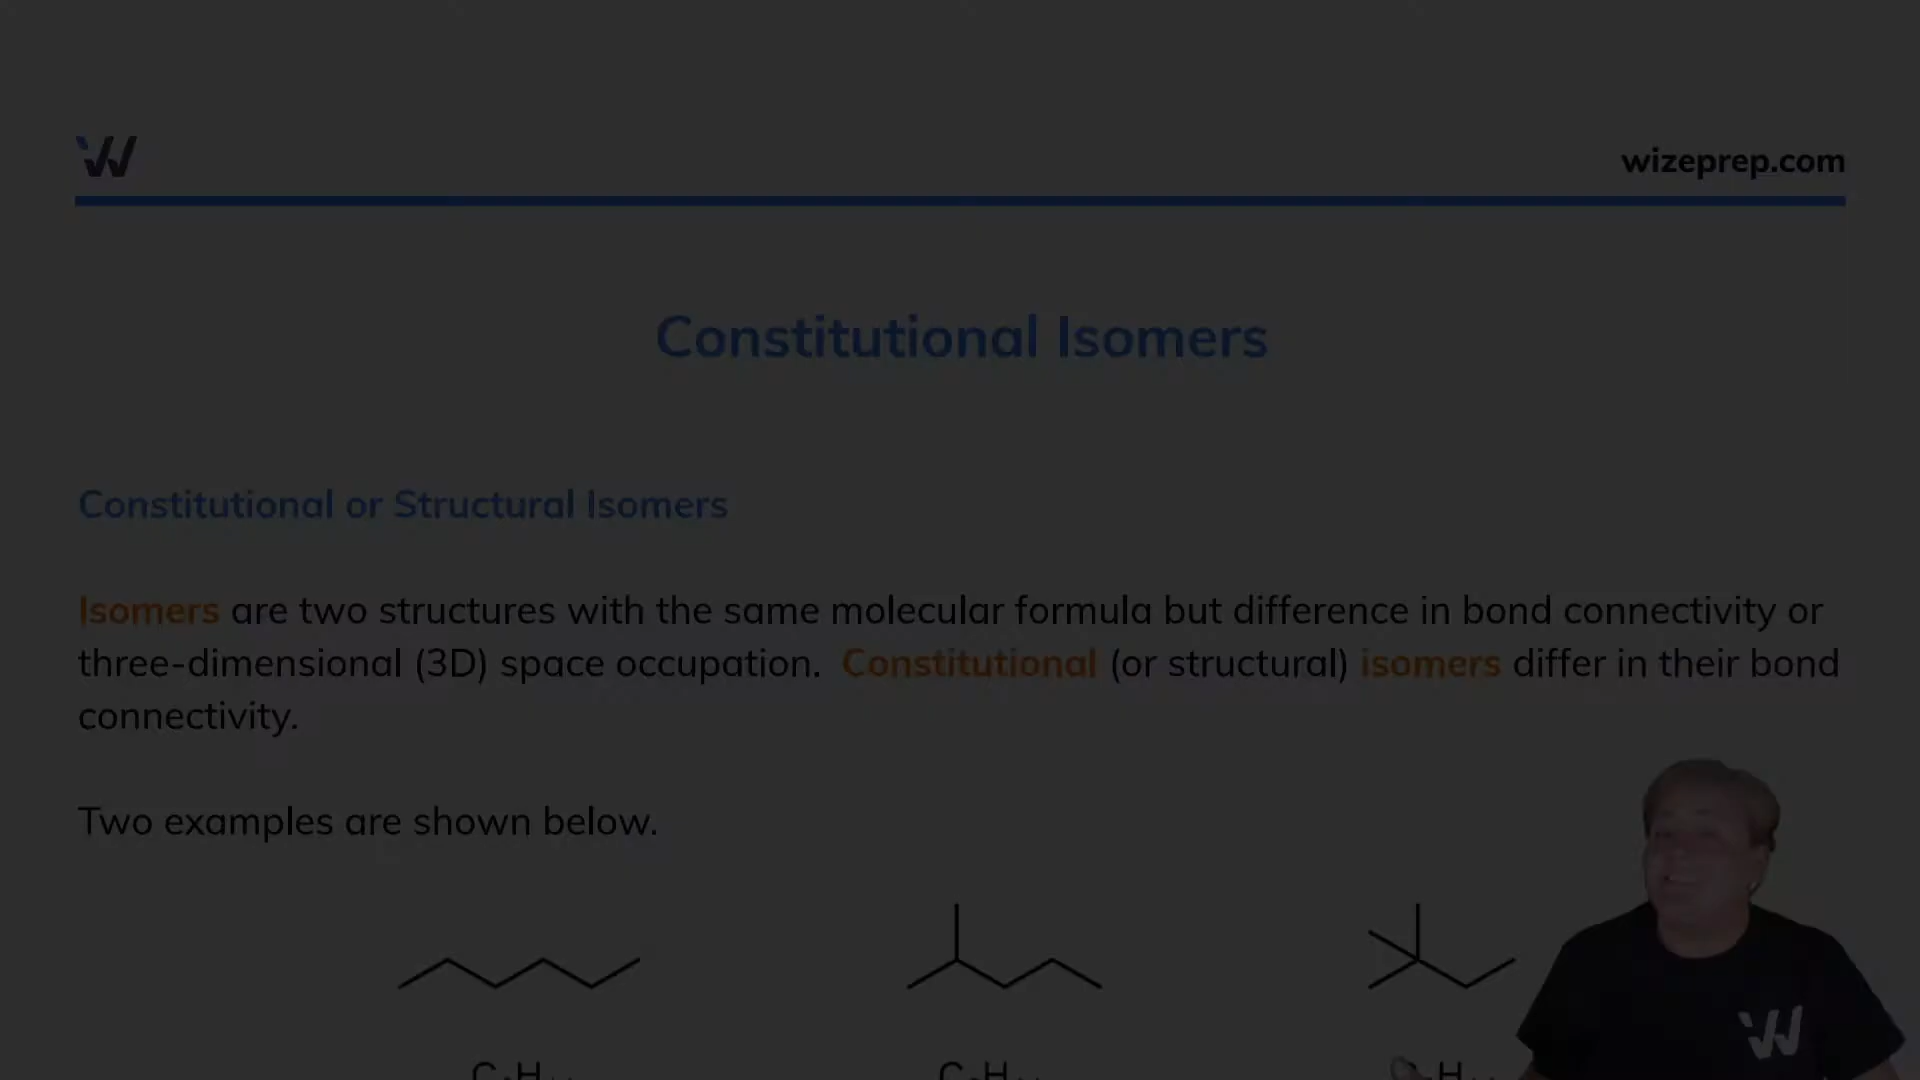 W
wizeprep.com
Constitutional Isomers
Constitutional or Structural Isomers
Isomers are two structures with the same molecular formula but difference in bond connectivity or
three-dimensional (3D) space occupation. Constitutional (or structural) isomers differ in their bond
connectivity.
Two examples are shown below.
W